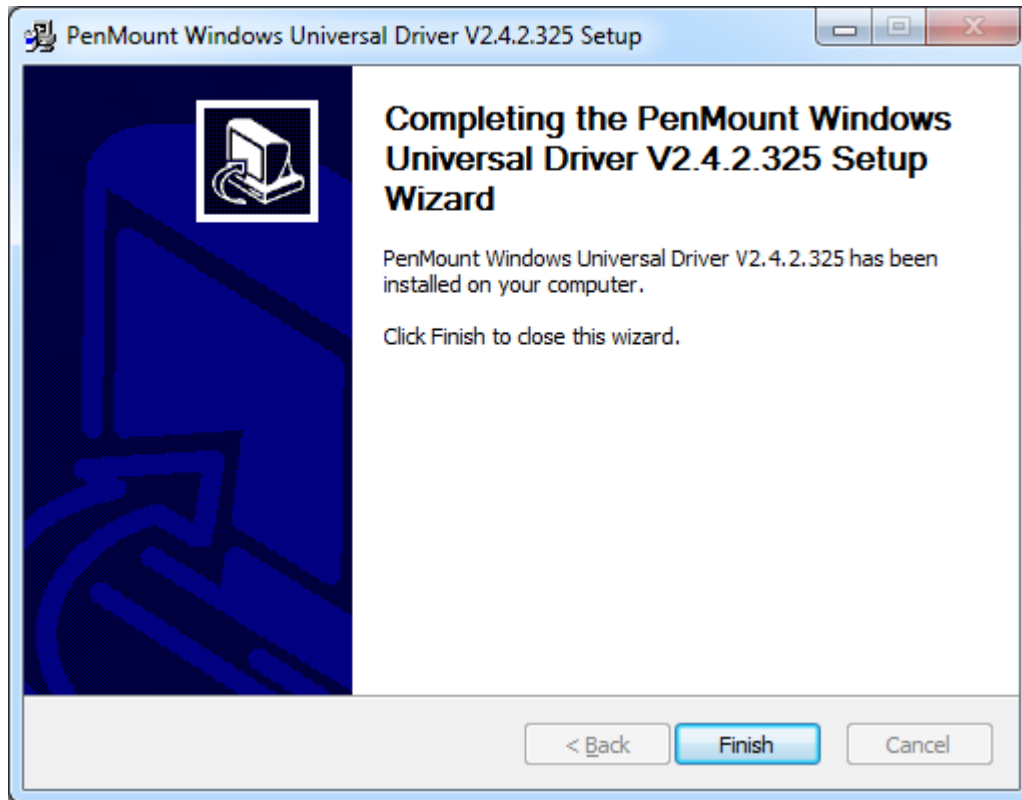 PenMount Windows Universal Driver V2.4.2.325 Setup
Completing the PenMount Windows
Universal Driver V2.4.2.325 Setup
Wizard
PenMount Windows Universal Driver V2.4.2.325 has been
installed on your computer.
Click Finish to close this wizard.
< Back
Finish
Cancel